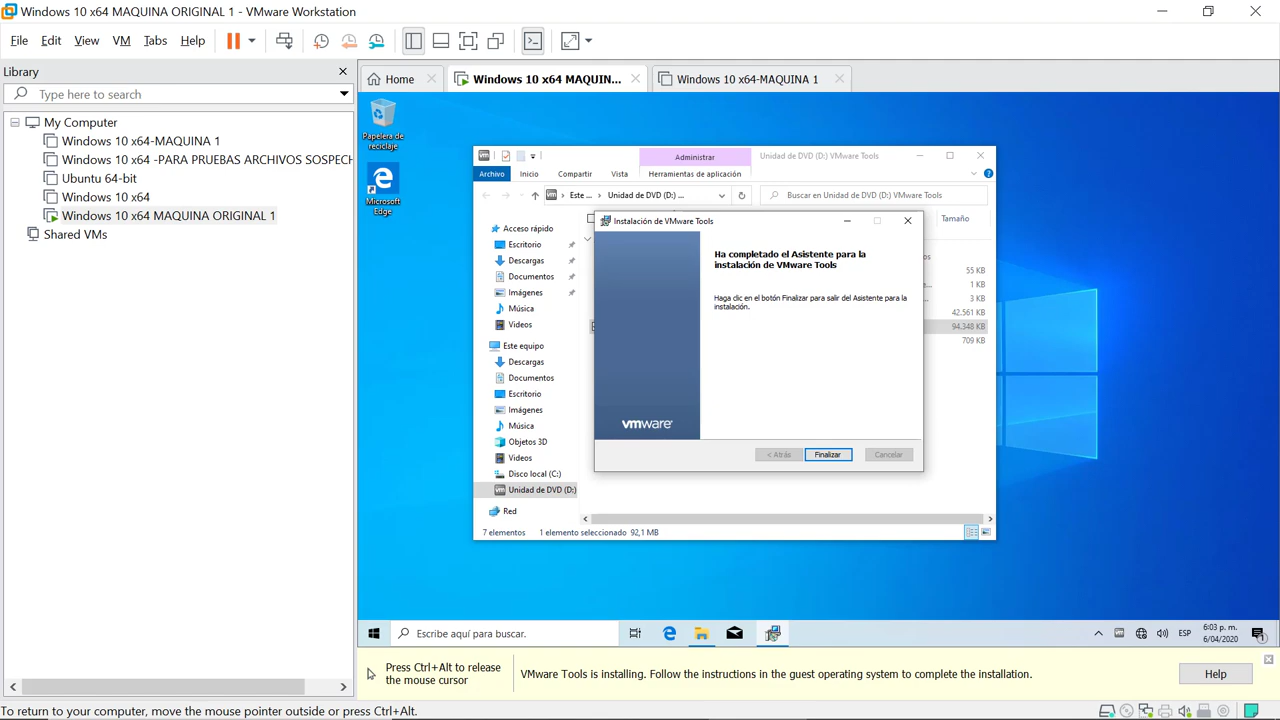 Windows 10 x64 MAQUINA ORIGINAL 1 - VMware Workstation
File Edit View VM Tabs Help
Library
Type here to search
My Computer
Windows 10 x64-MAQUINA 1
Windows 10 x64-PARA PRUEBAS ARCHIVOS SOSPECH
Ubuntu 64-bit
Windows 10 x64
Windows 10 x64 MAQUINA ORIGINAL 1
Shared VMs
Home
Windows 10 x64 MAQUIN...
Windows 10 x64-MAQUINA 1
Papelera de
reciclaje
Microsoft
Edge
Administrar
Unidad de DVD (D:) VMware Tools
Archivo Inicio Compartir Vista Herramientas de aplicación
Este ... Unidad de DVD (D:) ...
Buscar en Unidad de DVD (D:) VMware Tools
Tamaño
Acceso rápido
Escritorio
Descargas
Documentos
Imágenes
Música
Videos
Este equipo
Descargas
Documentos
Escritorio
Imágenes
Música
Objetos 3D
Videos
Disco local (C:)
Unidad de DVD (D:)
Red
55 KB
1 KB
3 KB
42.561 KB
94.348 KB
709 KB
7 elementos 1 elemento seleccionado 92,1 MB
Instalación de VMware Tools
Ha completado el Asistente para la
instalación de VMware Tools
Haga clic en el botón Finalizar para salir del Asistente para la
instalación.
vmware
< Atrás Finalizar Cancelar
Escribe aquí para buscar.
ESP
6:03 p. m.
6/04/2020
Press Ctrl+Alt to release
the mouse cursor
VMware Tools is installing. Follow the instructions in the guest operating system to complete the installation.
Help
To return to your computer, move the mouse pointer outside or press Ctrl+Alt.